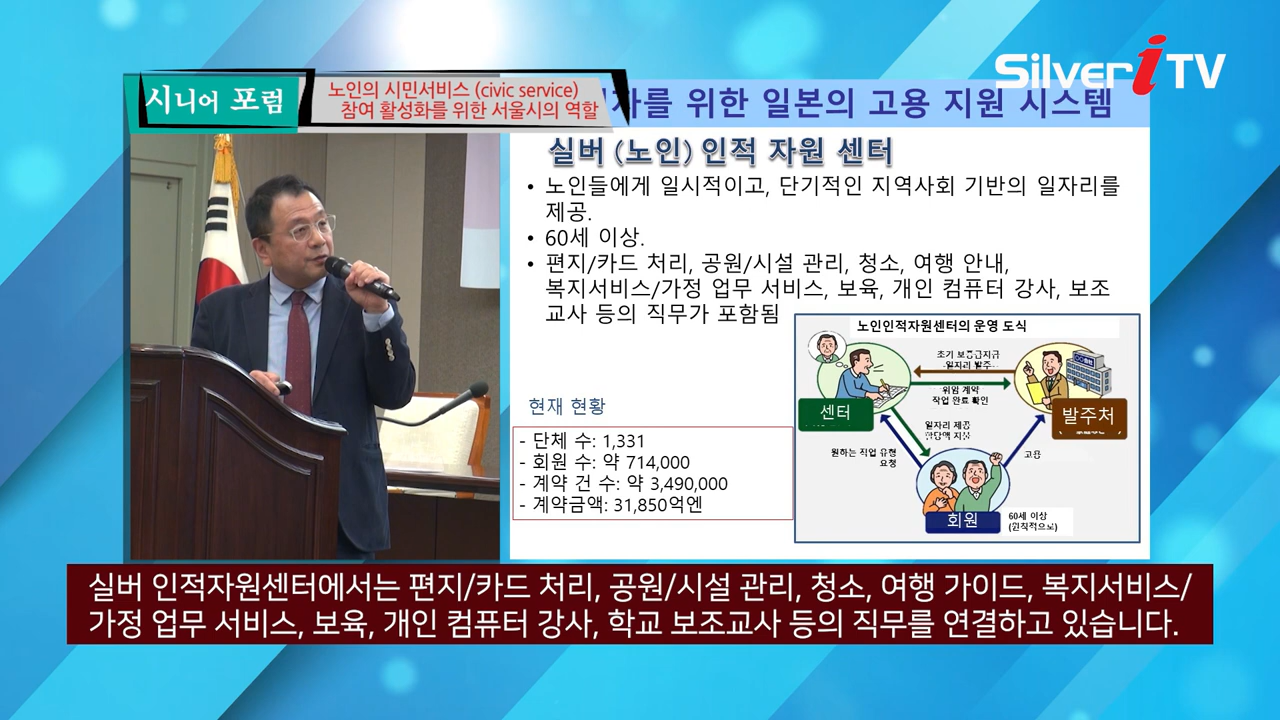 Silver i TV
시니어 포럼
노인의 시민서비스 (civic service)
참여 활성화를 위한 서울시의 역할
자를 위한 일본의 고용 지원 시스템
실버 (노인) 인적 자원 센터
• 노인들에게 일시적이고, 단기적인 지역사회 기반의 일자리를
제공.
• 60세 이상.
• 편지/카드 처리, 공원/시설 관리, 청소, 여행 안내,
복지서비스/가정 업무 서비스, 보육, 개인 컴퓨터 강사, 보조
교사 등의 직무가 포함됨
노인인적자원센터의 운영 도식
일자리 발주
위임 계약
작업 완료 확인
센터
발주처
일자리 제공
원하는 직업 유형
요청
고용
회원
60세 이상
(원칙적으로)
현재 현황
- 단체 수: 1,331
- 회원 수: 약 714,000
- 계약 건 수: 약 3,490,000
- 계약금액: 31,850억엔
실버 인적자원센터에서는 편지/카드 처리, 공원/시설 관리, 청소, 여행 가이드, 복지서비스/
가정 업무 서비스, 보육, 개인 컴퓨터 강사, 학교 보조교사 등의 직무를 연결하고 있습니다.